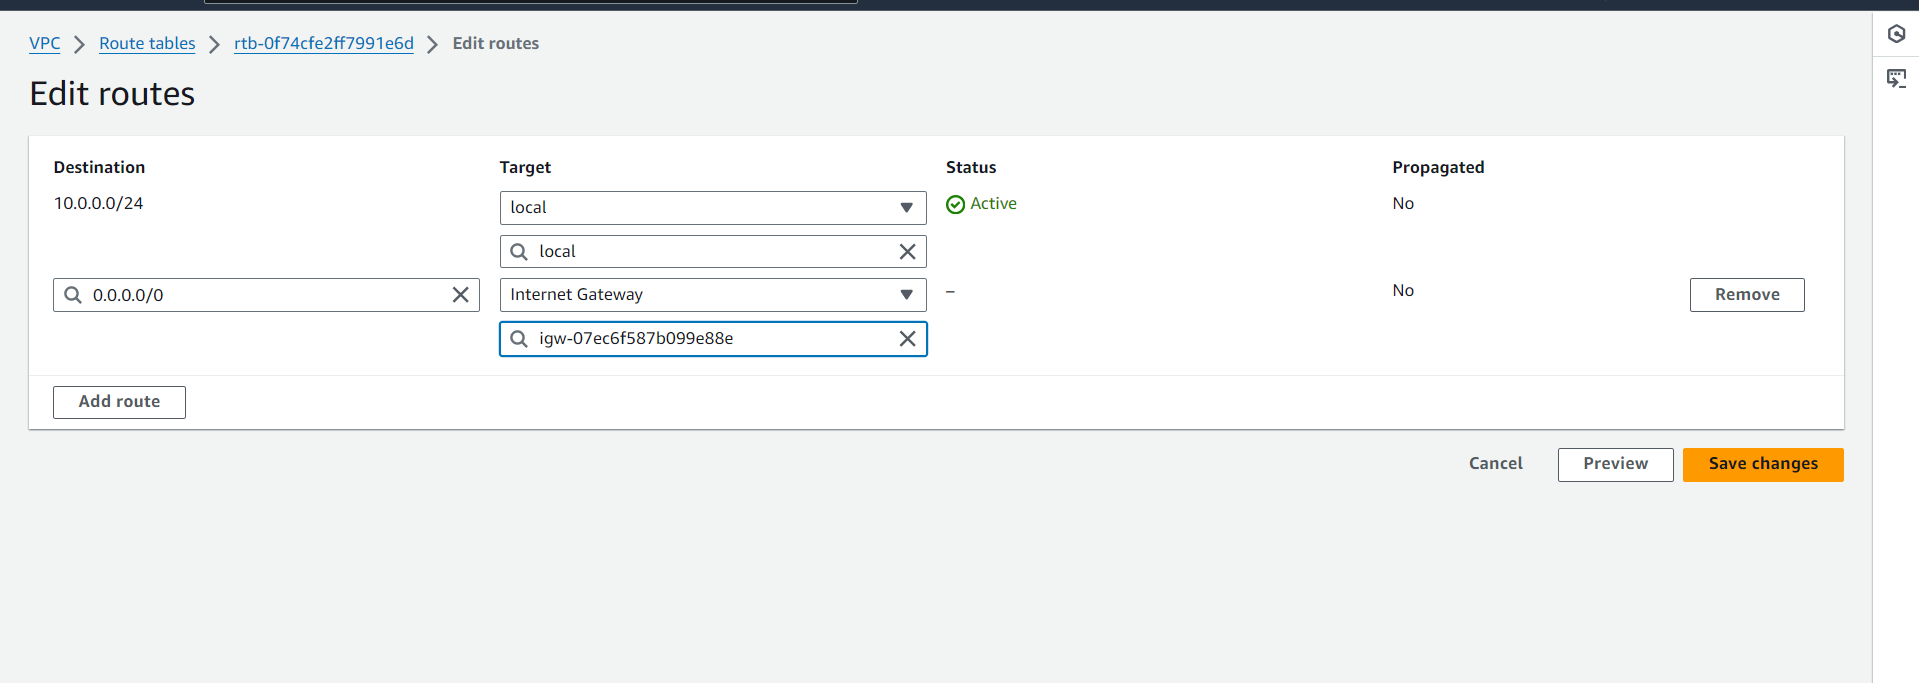 VPC > Route tables > rtb-0f74cfe2ff7991e6d > Edit routes
Edit routes
Destination Target Status Propagated
10.0.0.0/24 local Active No
local
0.0.0.0/0 Internet Gateway – No Remove
igw-07ec6f587b099e88e
Add route
Cancel Preview Save changes